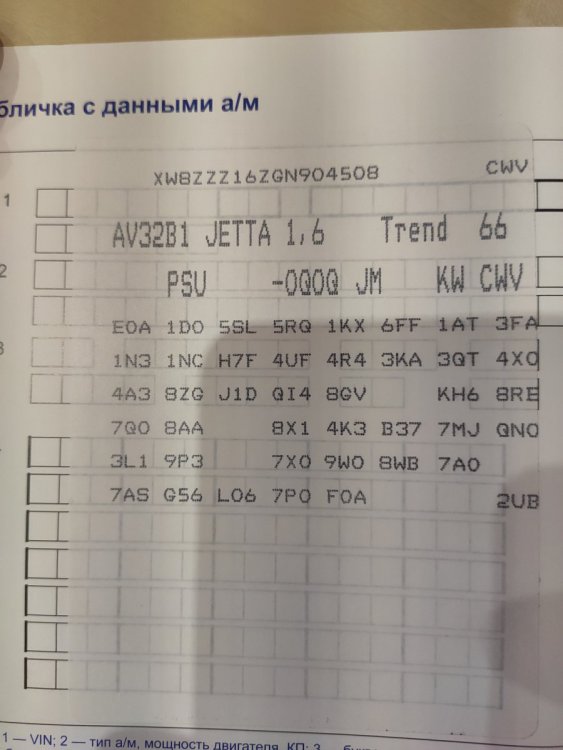 бличка с данными а/м
XW8ZZZ16ZGN904508 CWV
1
AV32B1 JETTA 1,6 Trend 66
2
PSU -0Q0Q JM KW CWV
E0A 1D0 5SL 5RQ 1KX 6FF 1AT 3FA
3
1N3 1NC H7F 4UF 4R4 3KA 3QT 4X0
4A3 8ZG J1D QI4 8GV KH6 8RE
7Q0 8AA 8X1 4K3 B37 7MJ QN0
3L1 9P3 7X0 9W0 8WB 7A0
7AS G56 L06 7P0 F0A 2UB
1 — VIN; 2 — тип а/м, мощность двигателя, КП; 3 —